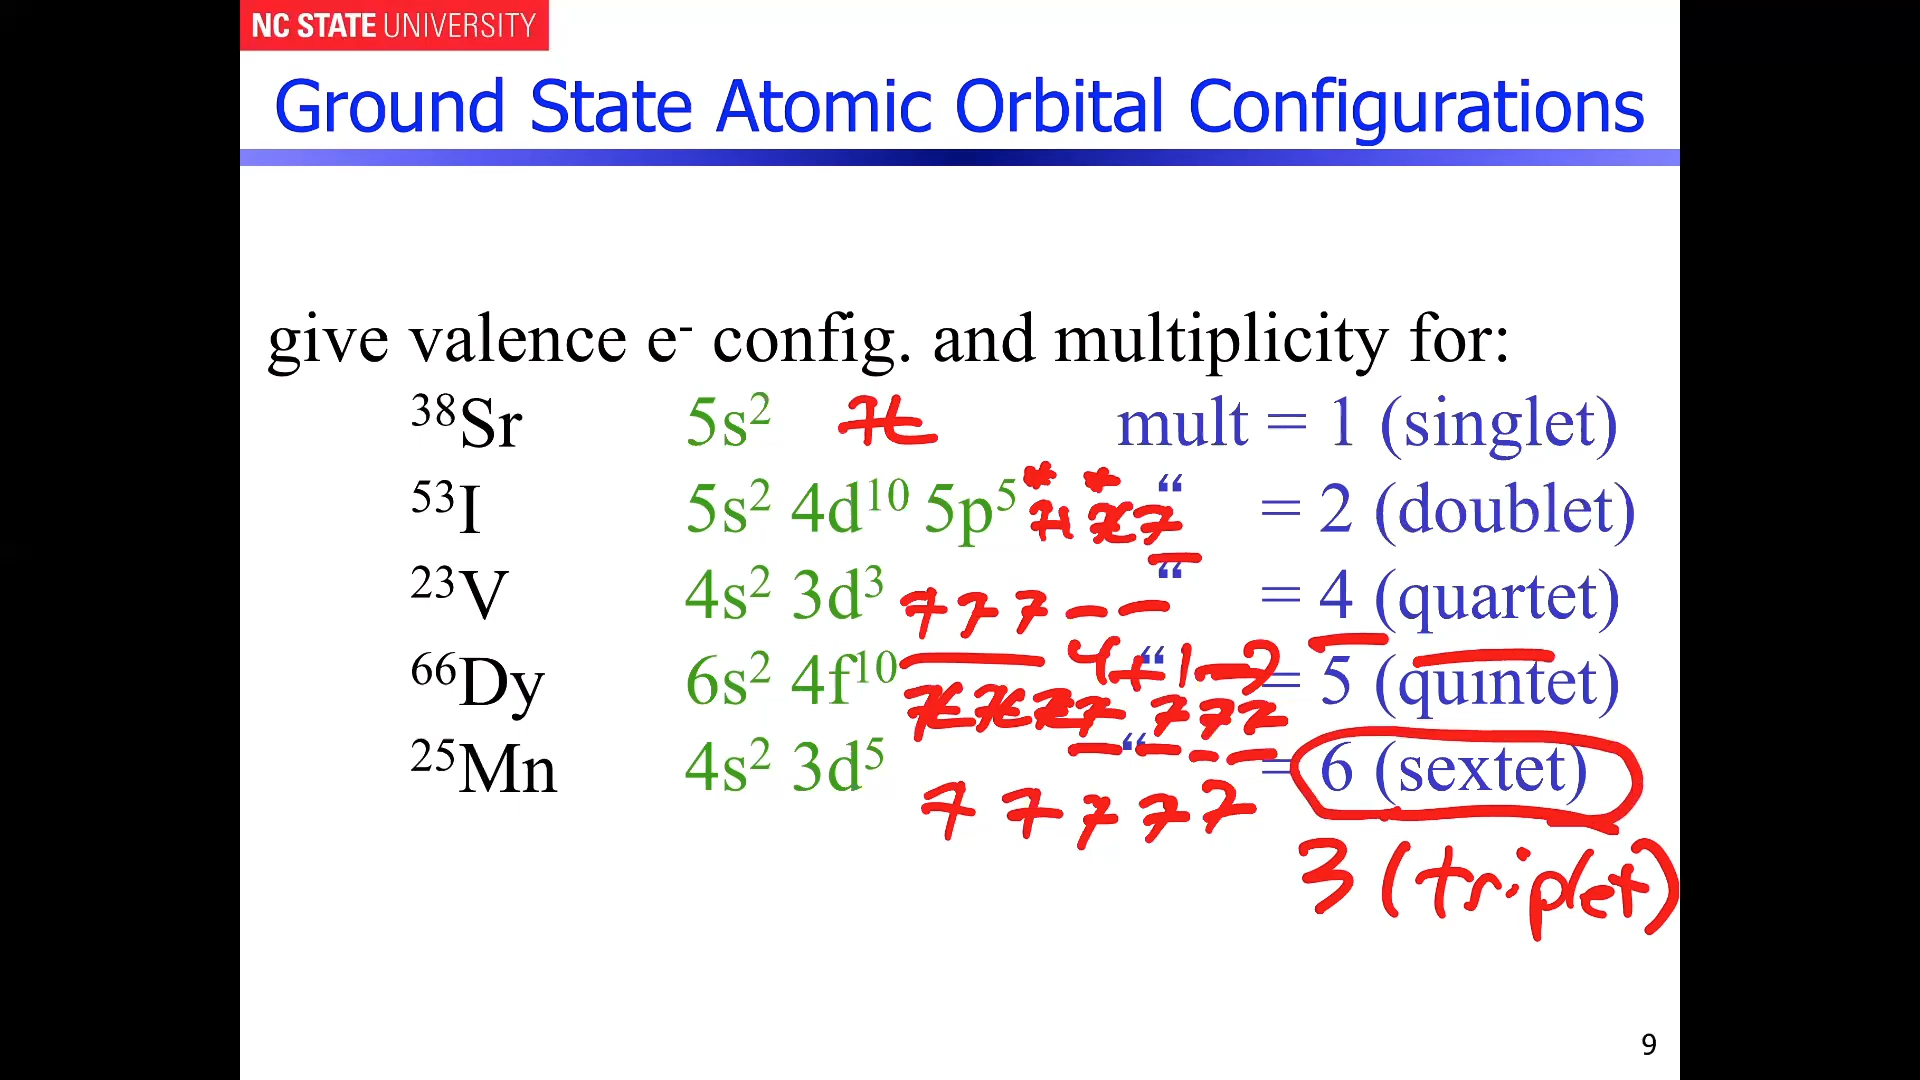 NC STATE UNIVERSITY
Ground State Atomic Orbital Configurations
give valence e⁻ config. and multiplicity for:
³⁸Sr 5s² mult = 1 (singlet)
⁵³I 5s² 4d¹⁰ 5p⁵ “ = 2 (doublet)
²³V 4s² 3d³ “ = 4 (quartet)
4+1
⁶⁶Dy 6s² 4f¹⁰ “ = 5 (quintet)
²⁵Mn 4s² 3d⁵ “ = 6 (sextet)
3 (triplet)
9